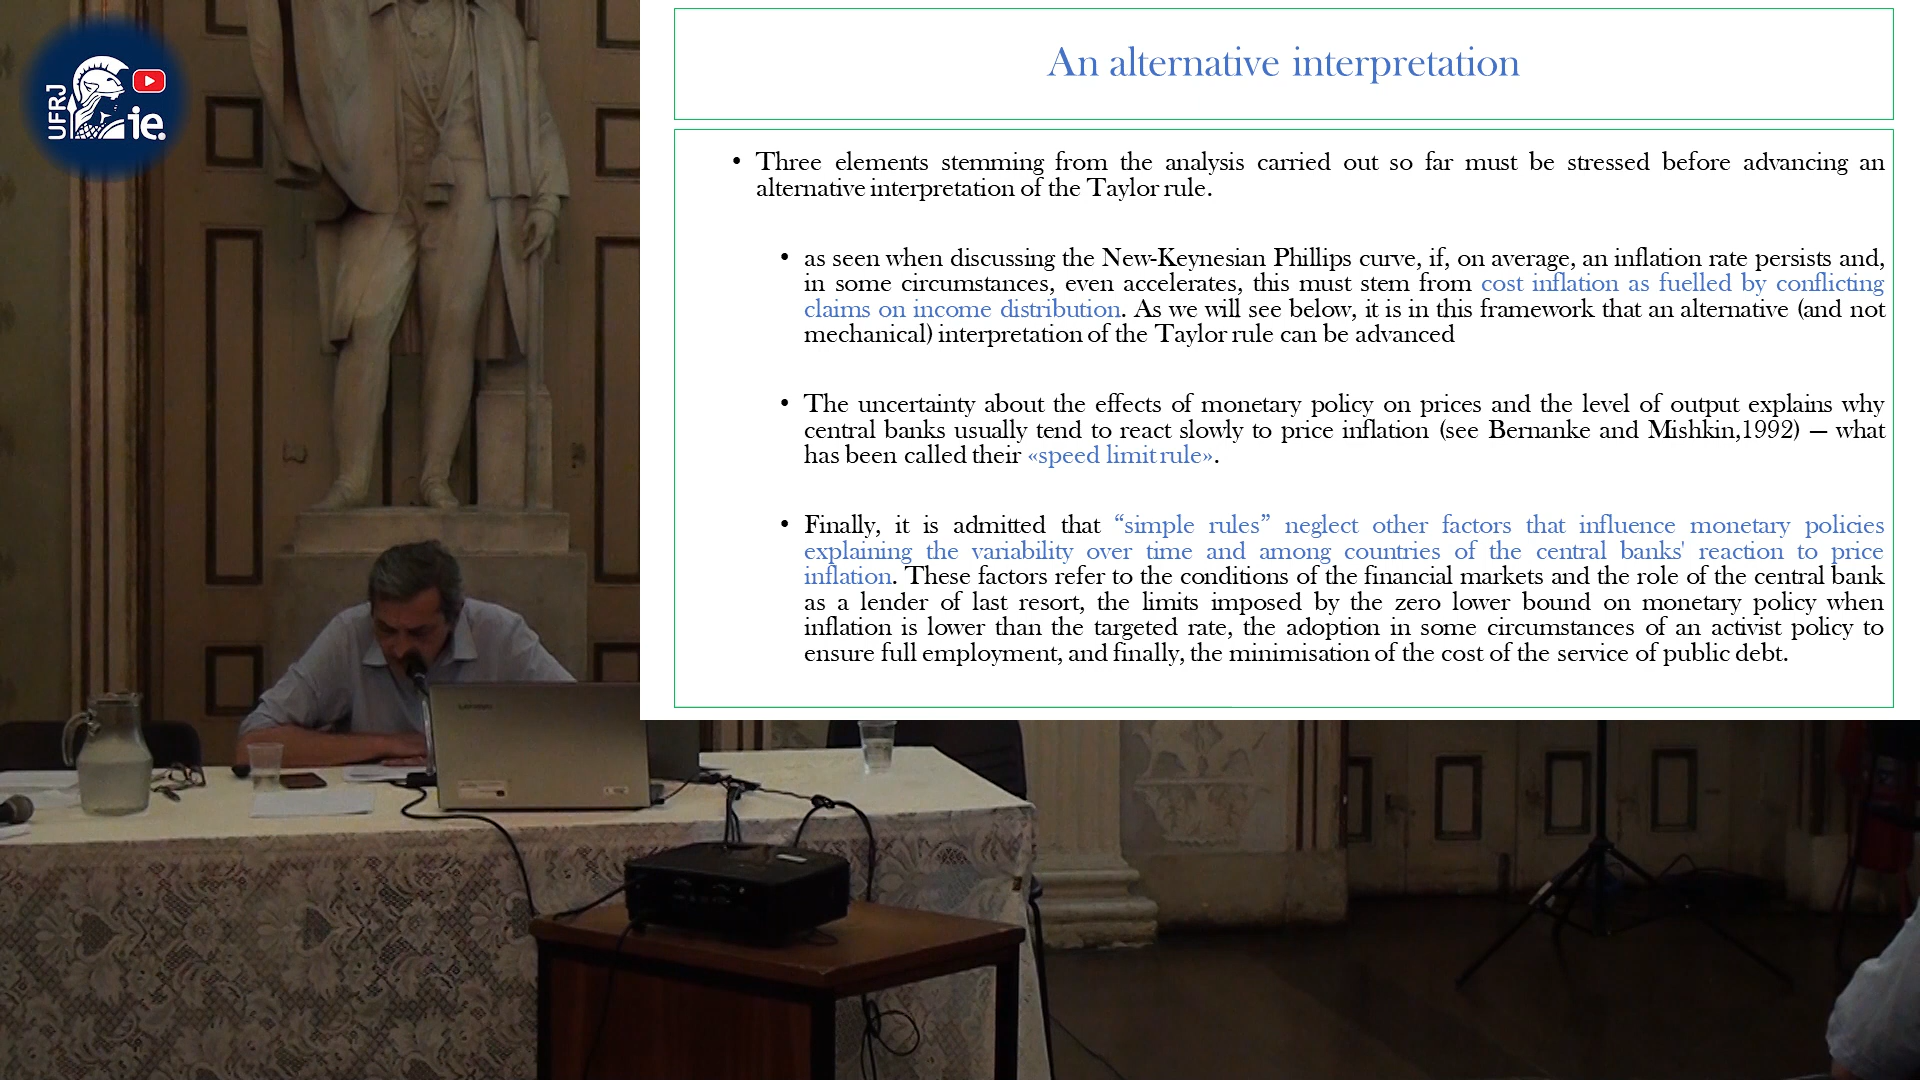 UFRJ
ie.
An alternative interpretation
• Three elements stemming from the analysis carried out so far must be stressed before advancing an
alternative interpretation of the Taylor rule.
• as seen when discussing the New-Keynesian Phillips curve, if, on average, an inflation rate persists and,
in some circumstances, even accelerates, this must stem from cost inflation as fuelled by conflicting
claims on income distribution. As we will see below, it is in this framework that an alternative (and not
mechanical) interpretation of the Taylor rule can be advanced
• The uncertainty about the effects of monetary policy on prices and the level of output explains why
central banks usually tend to react slowly to price inflation (see Bernanke and Mishkin,1992) — what
has been called their «speed limit rule».
• Finally, it is admitted that “simple rules” neglect other factors that influence monetary policies
explaining the variability over time and among countries of the central banks' reaction to price
inflation. These factors refer to the conditions of the financial markets and the role of the central bank
as a lender of last resort, the limits imposed by the zero lower bound on monetary policy when
inflation is lower than the targeted rate, the adoption in some circumstances of an activist policy to
ensure full employment, and finally, the minimisation of the cost of the service of public debt.